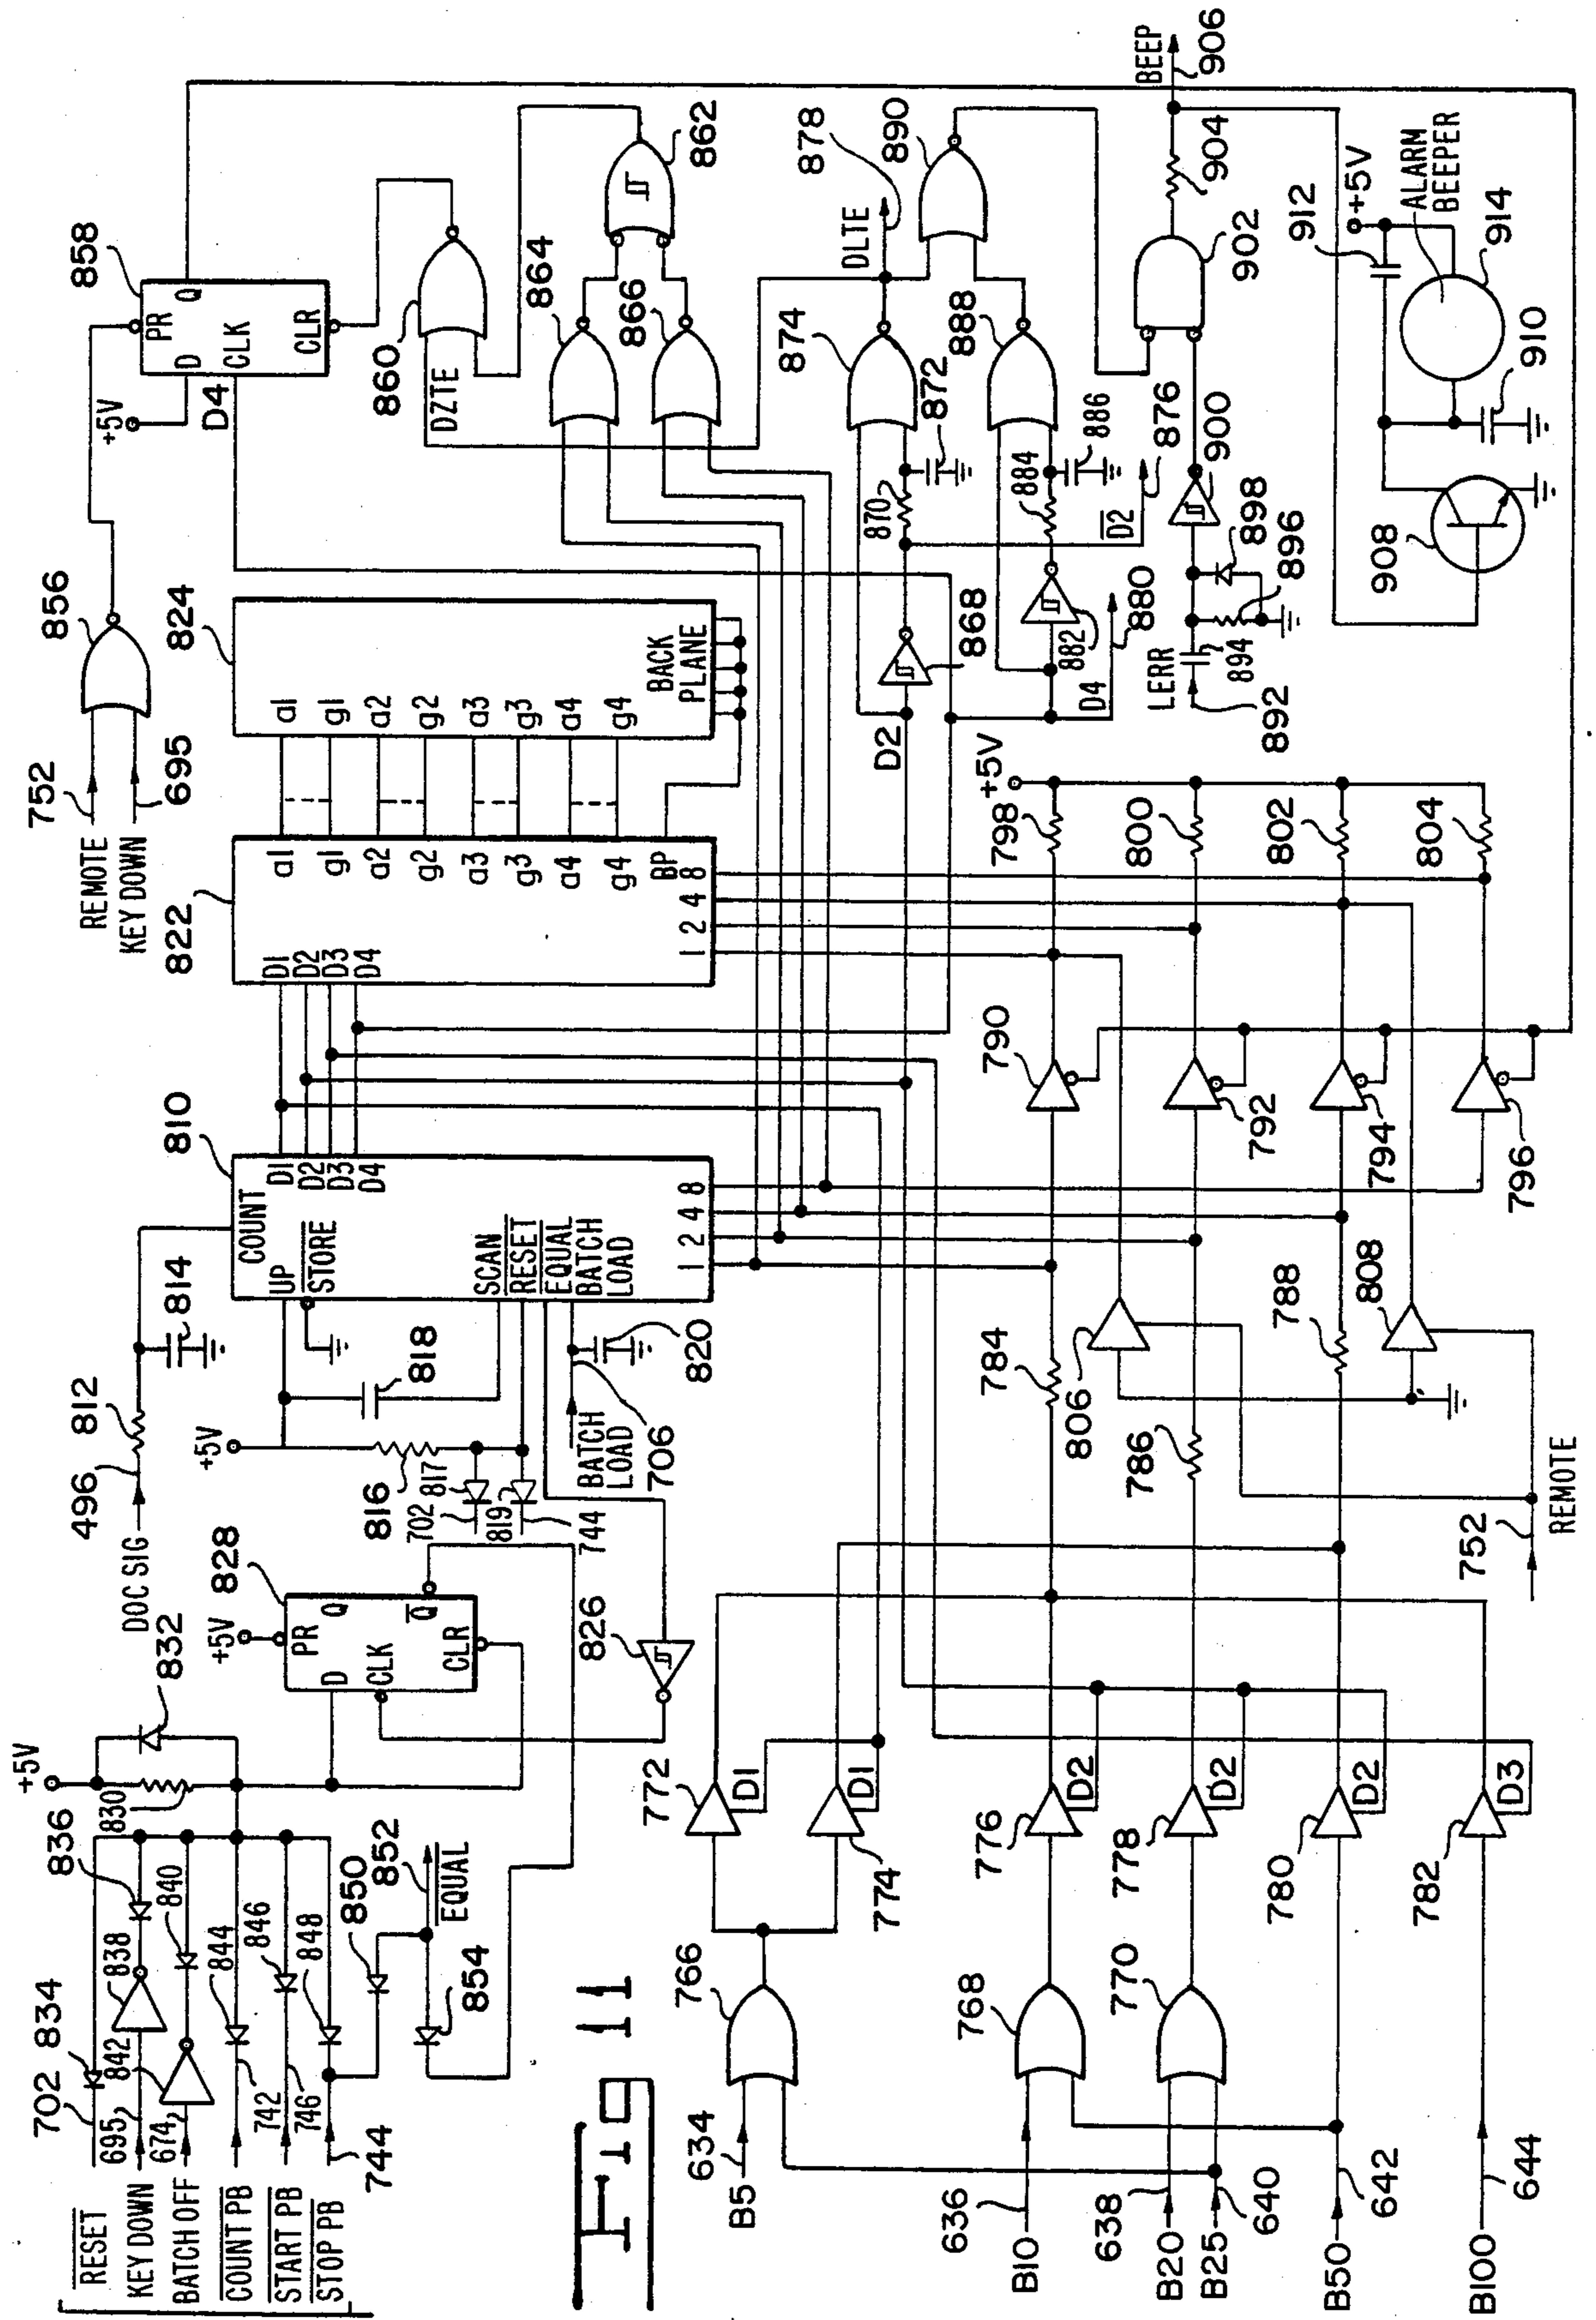 RESET
KEY DOWN
BATCH OFF
COUNT PB
START PB
STOP PB
702
834
695
842
838
836
674
840
742
844
746
846
744
848
850
852
EQUAL
854
+5V
830
832
828
+5V
PR
Q
D
CLK
Q
CLR
826
DOC SIG
496
812
814
+5V
816
817
702
819
744
818
BATCH
LOAD
706
820
810
COUNT
UP
STORE
SCAN
RESET
EQUAL
BATCH
LOAD
D1
D2
D3
D4
1 2 4 8
822
D1
D2
D3
D4
a1
g1
a2
g2
a3
g3
a4
g4
BP
1 2 4 8
824
a1
g1
a2
g2
a3
g3
a4
g4
BACK
PLANE
REMOTE
752
KEY DOWN
695
856
+5V
D4
858
PR
D
Q
CLK
CLR
860
DZTE
862
864
866
868
D2
870
872
874
DLTE
878
D2
876
D4
880
882
884
886
888
890
LERR
892
894
896
898
900
902
904
BEEP
906
908
910
912
+5V
ALARM
BEEPER
914
FIG. 11
B5
634
766
772
D1
774
D1
B10
636
768
776
D2
B20
638
B25
640
770
778
D2
B50
642
780
D2
B100
644
782
D3
784
786
788
806
808
752
REMOTE
790
792
794
796
+5V
798
800
802
804